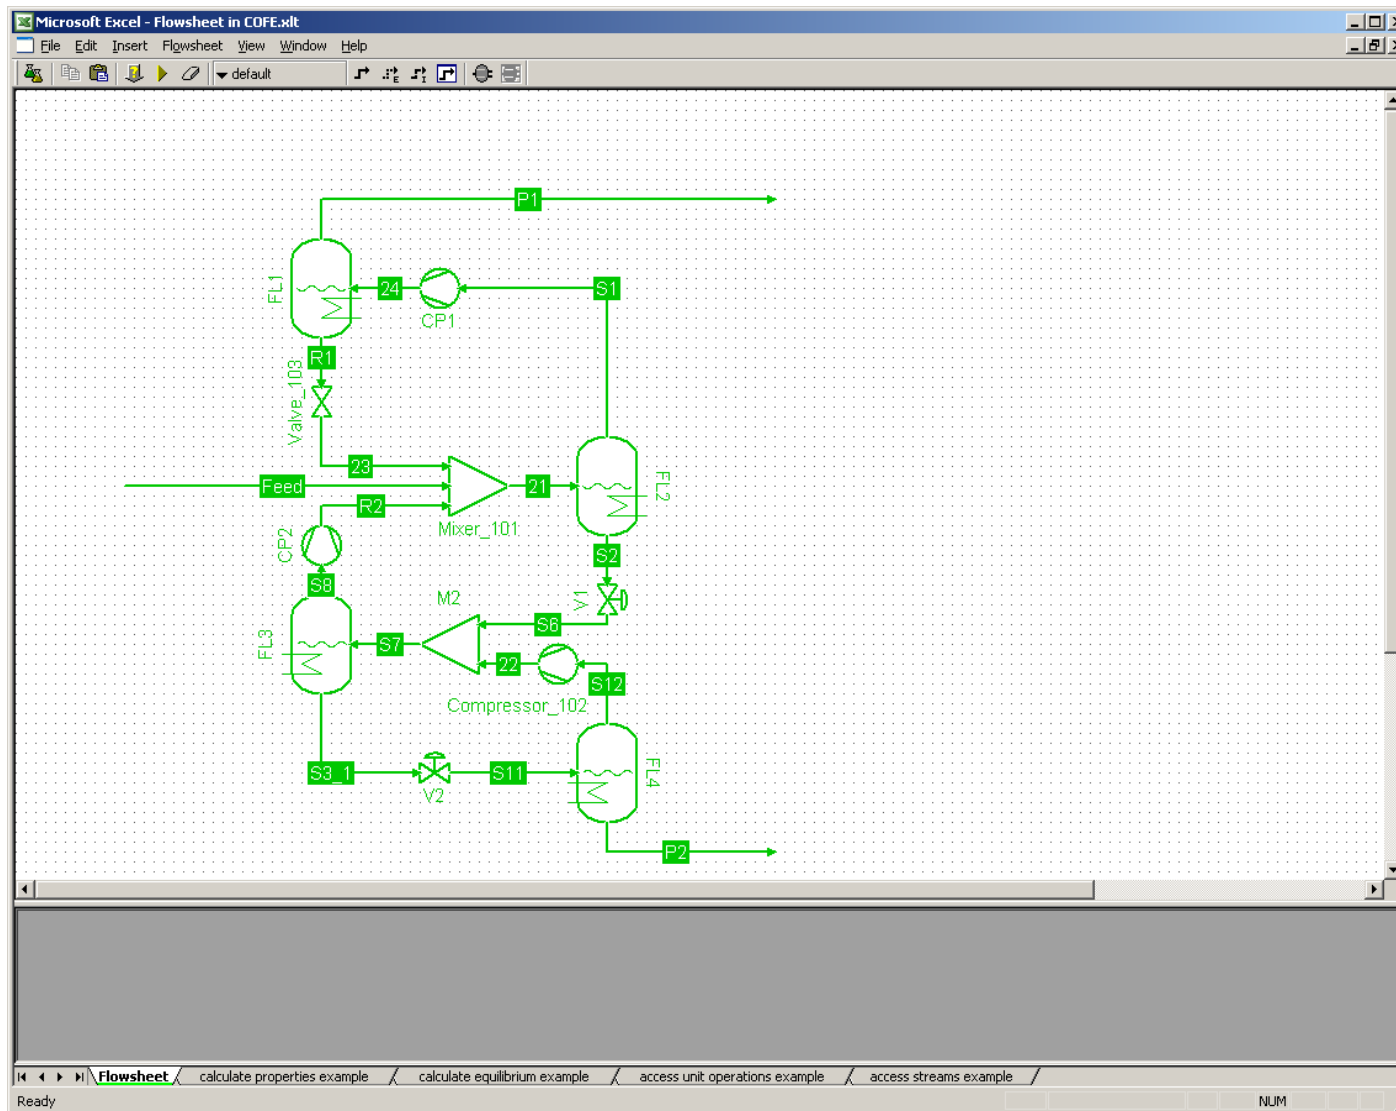 Microsoft Excel - Flowsheet in COFE.xlt
File Edit Insert Flowsheet View Window Help
default
P1
FL1
24
CP1
S1
R1
Valve_103
23
Feed
21
FL2
R2
Mixer_101
CP2
S2
S8
M2
V1
S6
FL3
S7
22
S12
Compressor_102
S3_1
V2
S11
FL4
P2
Flowsheet calculate properties example calculate equilibrium example access unit operations example access streams example
Ready NUM